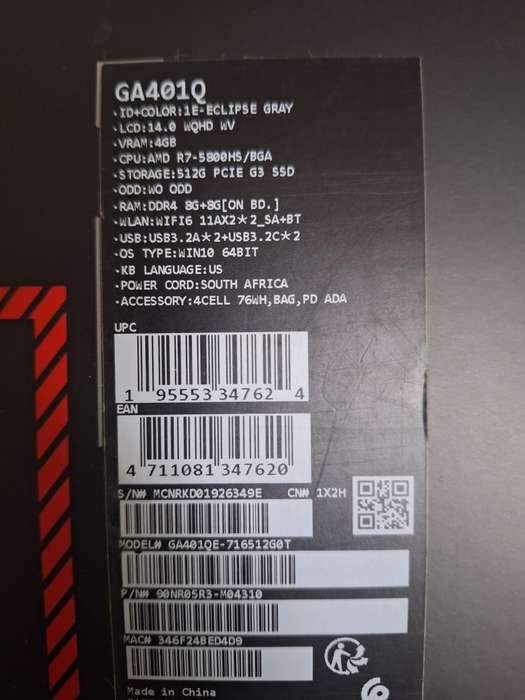 GA401Q
·ID+COLOR:1E-ECLIPSE GRAY
·LCD:14.0 WQHD WV
·VRAM:4GB
·CPU:AMD R7-5800HS/BGA
·STORAGE:512G PCIE G3 SSD
·ODD:WO ODD
·RAM:DDR4 8G+8G[ON BD.]
·WLAN:WIFI6 11AX2*2_SA+BT
·USB:USB3.2A*2+USB3.2C*2
·OS TYPE:WIN10 64BIT
·KB LANGUAGE:US
·POWER CORD:SOUTH AFRICA
·ACCESSORY:4CELL 76WH,BAG,PD ADA
UPC
1 95553 34762 4
EAN
4 711081 347620
S/N# MCNRKD01926349E CN# 1X2H
MODEL# GA401QE-716512G0T
P/N# 90NR05R3-M04310
MAC# 346F24BED4D9
Made in China